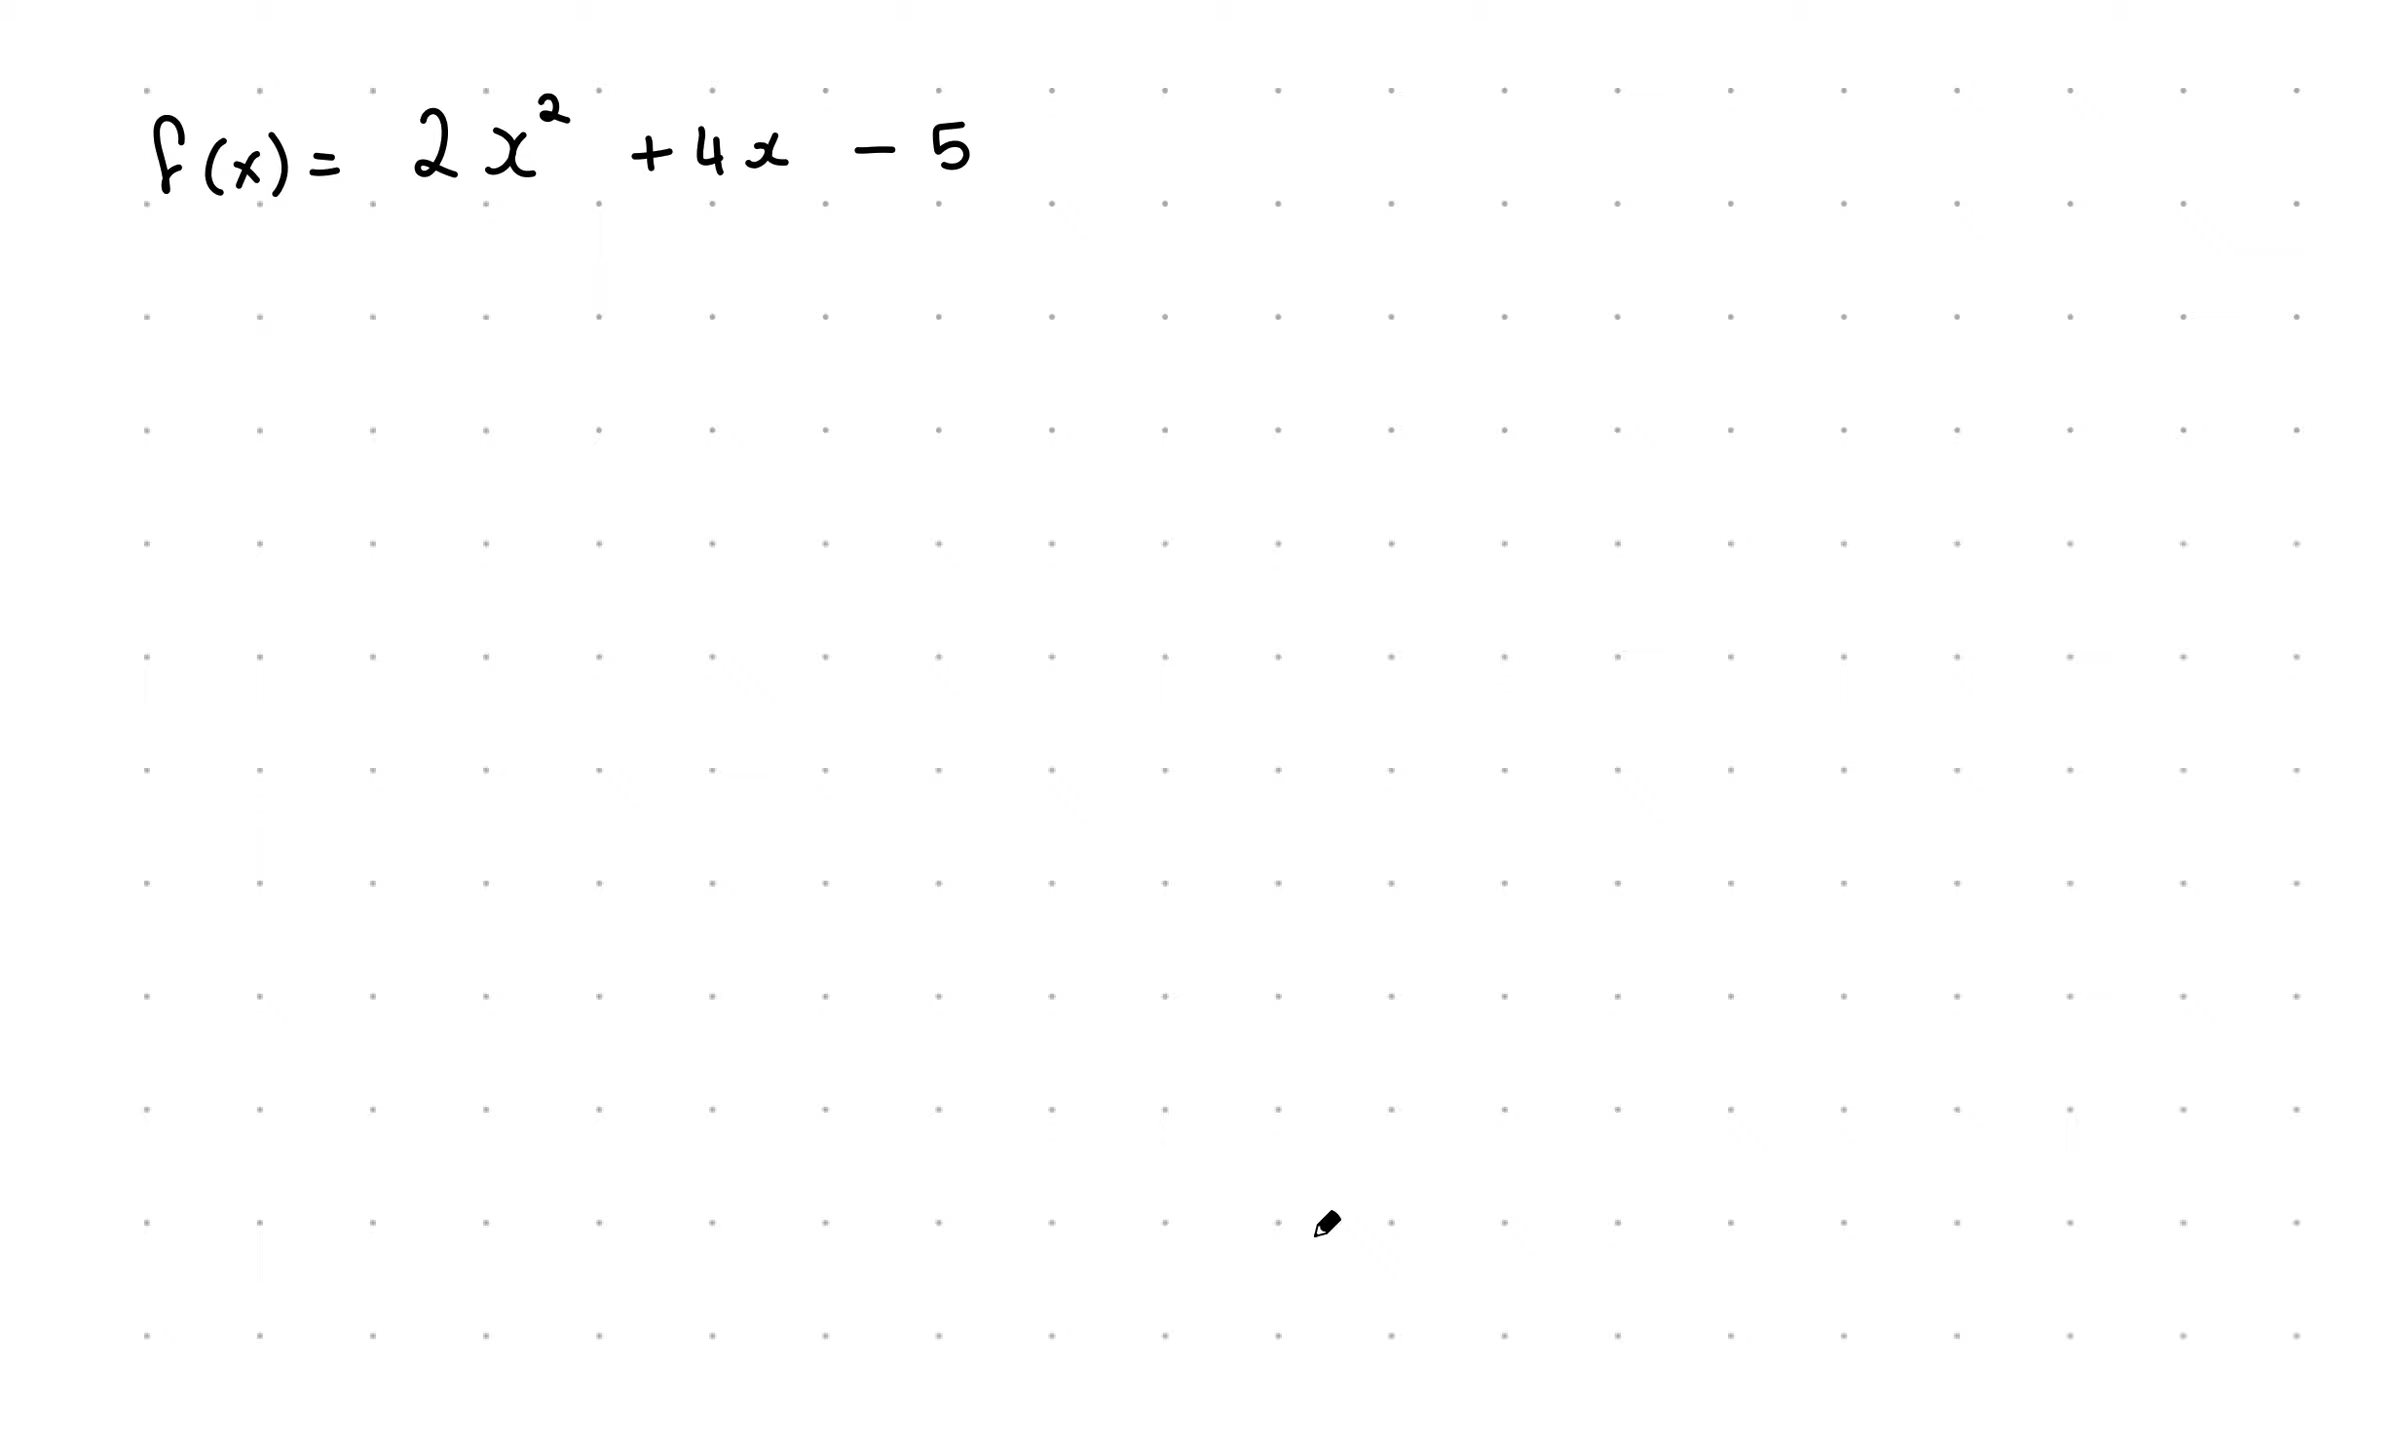 f(x) = 2x² + 4x - 5